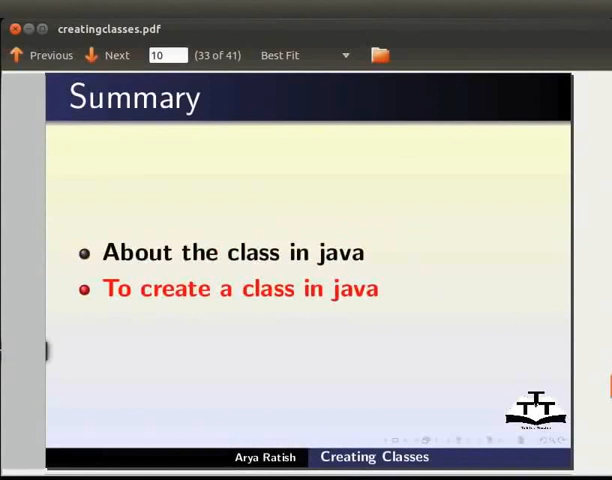 creatingclasses.pdf
Previous Next 10 (33 of 41) Best Fit
Summary
About the class in java
To create a class in java
Arya Ratish Creating Classes